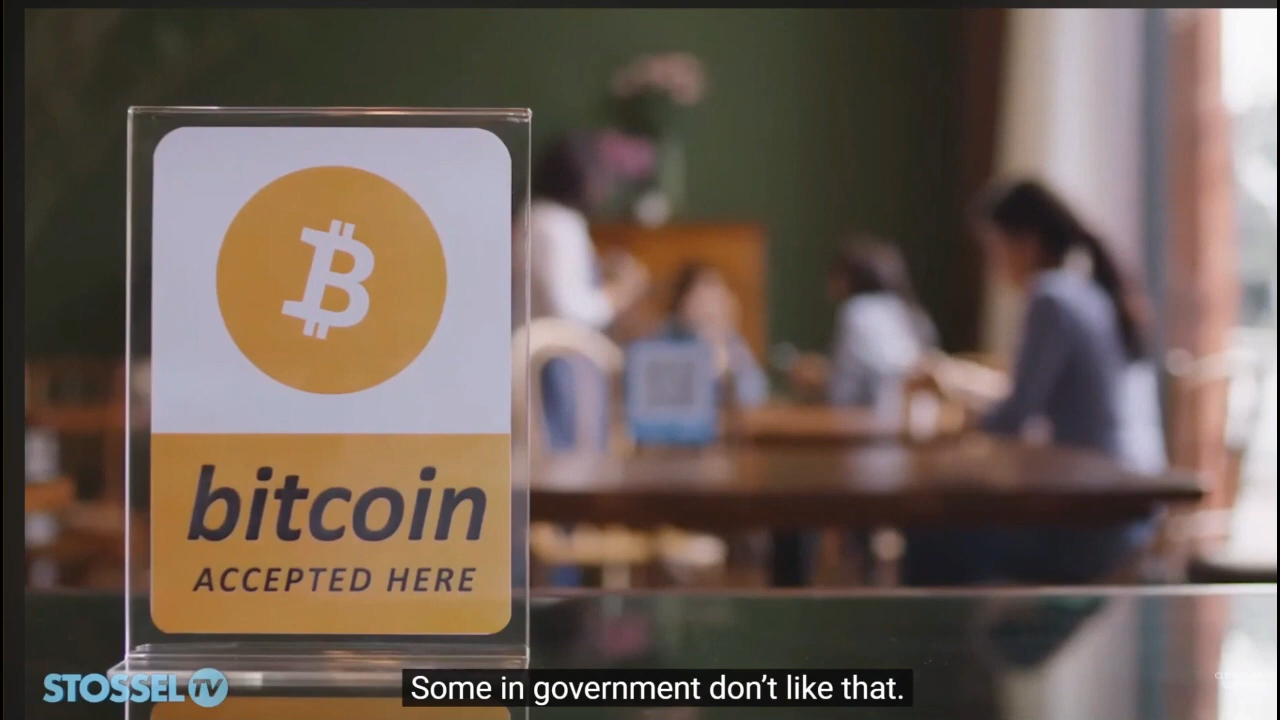 bitcoin
ACCEPTED HERE
STOSSEL TV
Some in government don't like that.